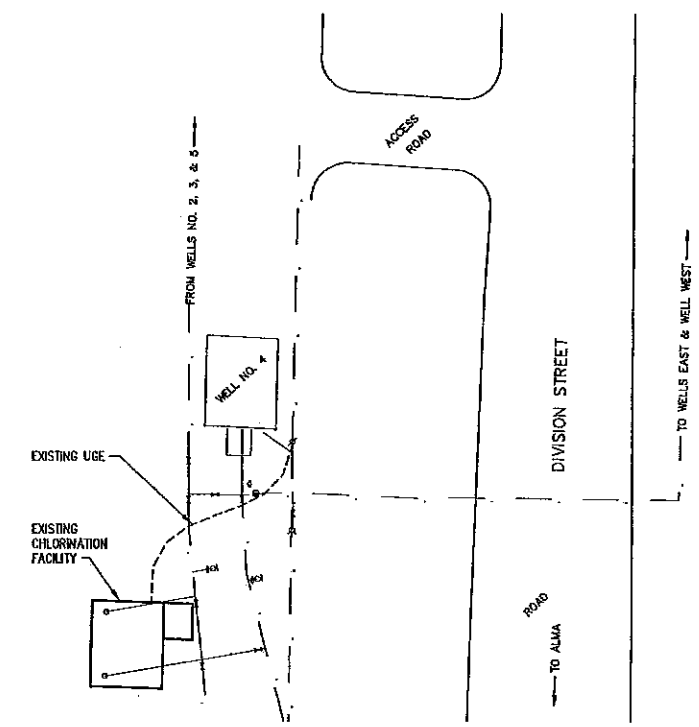 ACCESS
ROAD
FROM WELLS NO. 2, 3, & 5
WELL NO. 4
DIVISION STREET
TO WELLS EAST & WELL WEST
EXISTING UGE
EXISTING
CHLORINATION
FACILITY
ROAD
TO ALMA